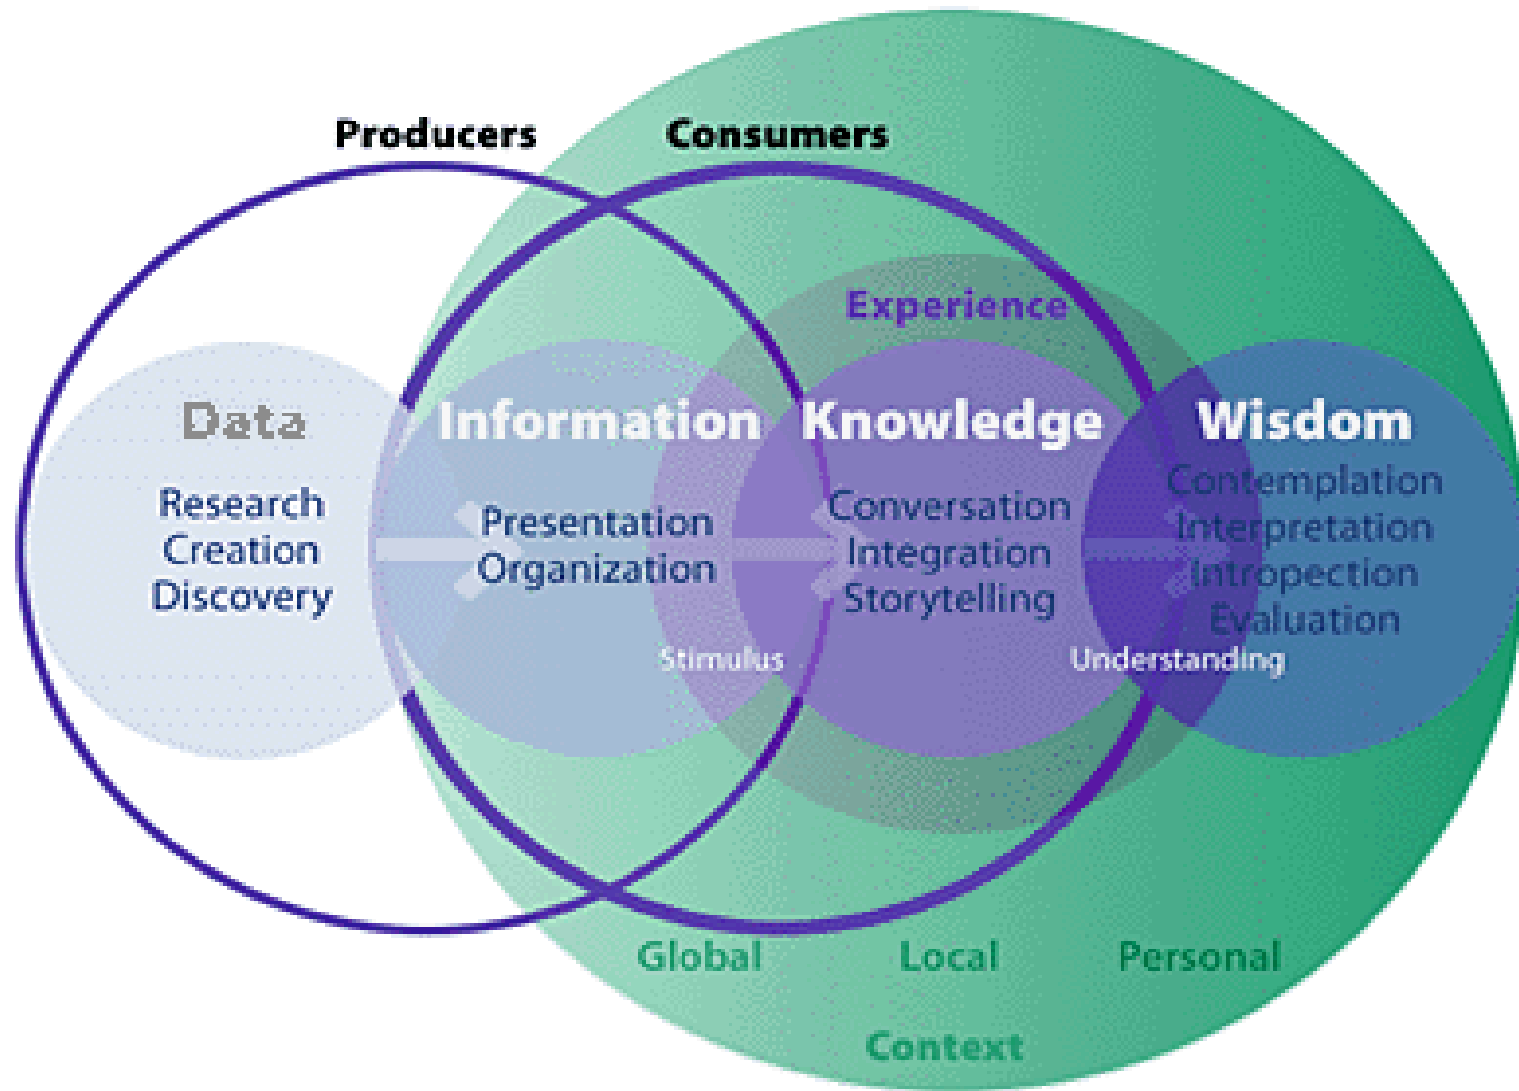 Producers
Consumers
Experience
Data
Research
Creation
Discovery
Information
Presentation
Organization
Stimulus
Knowledge
Conversation
Integration
Storytelling
Understanding
Wisdom
Contemplation
Interpretation
Intropection
Evaluation
Global
Local
Personal
Context